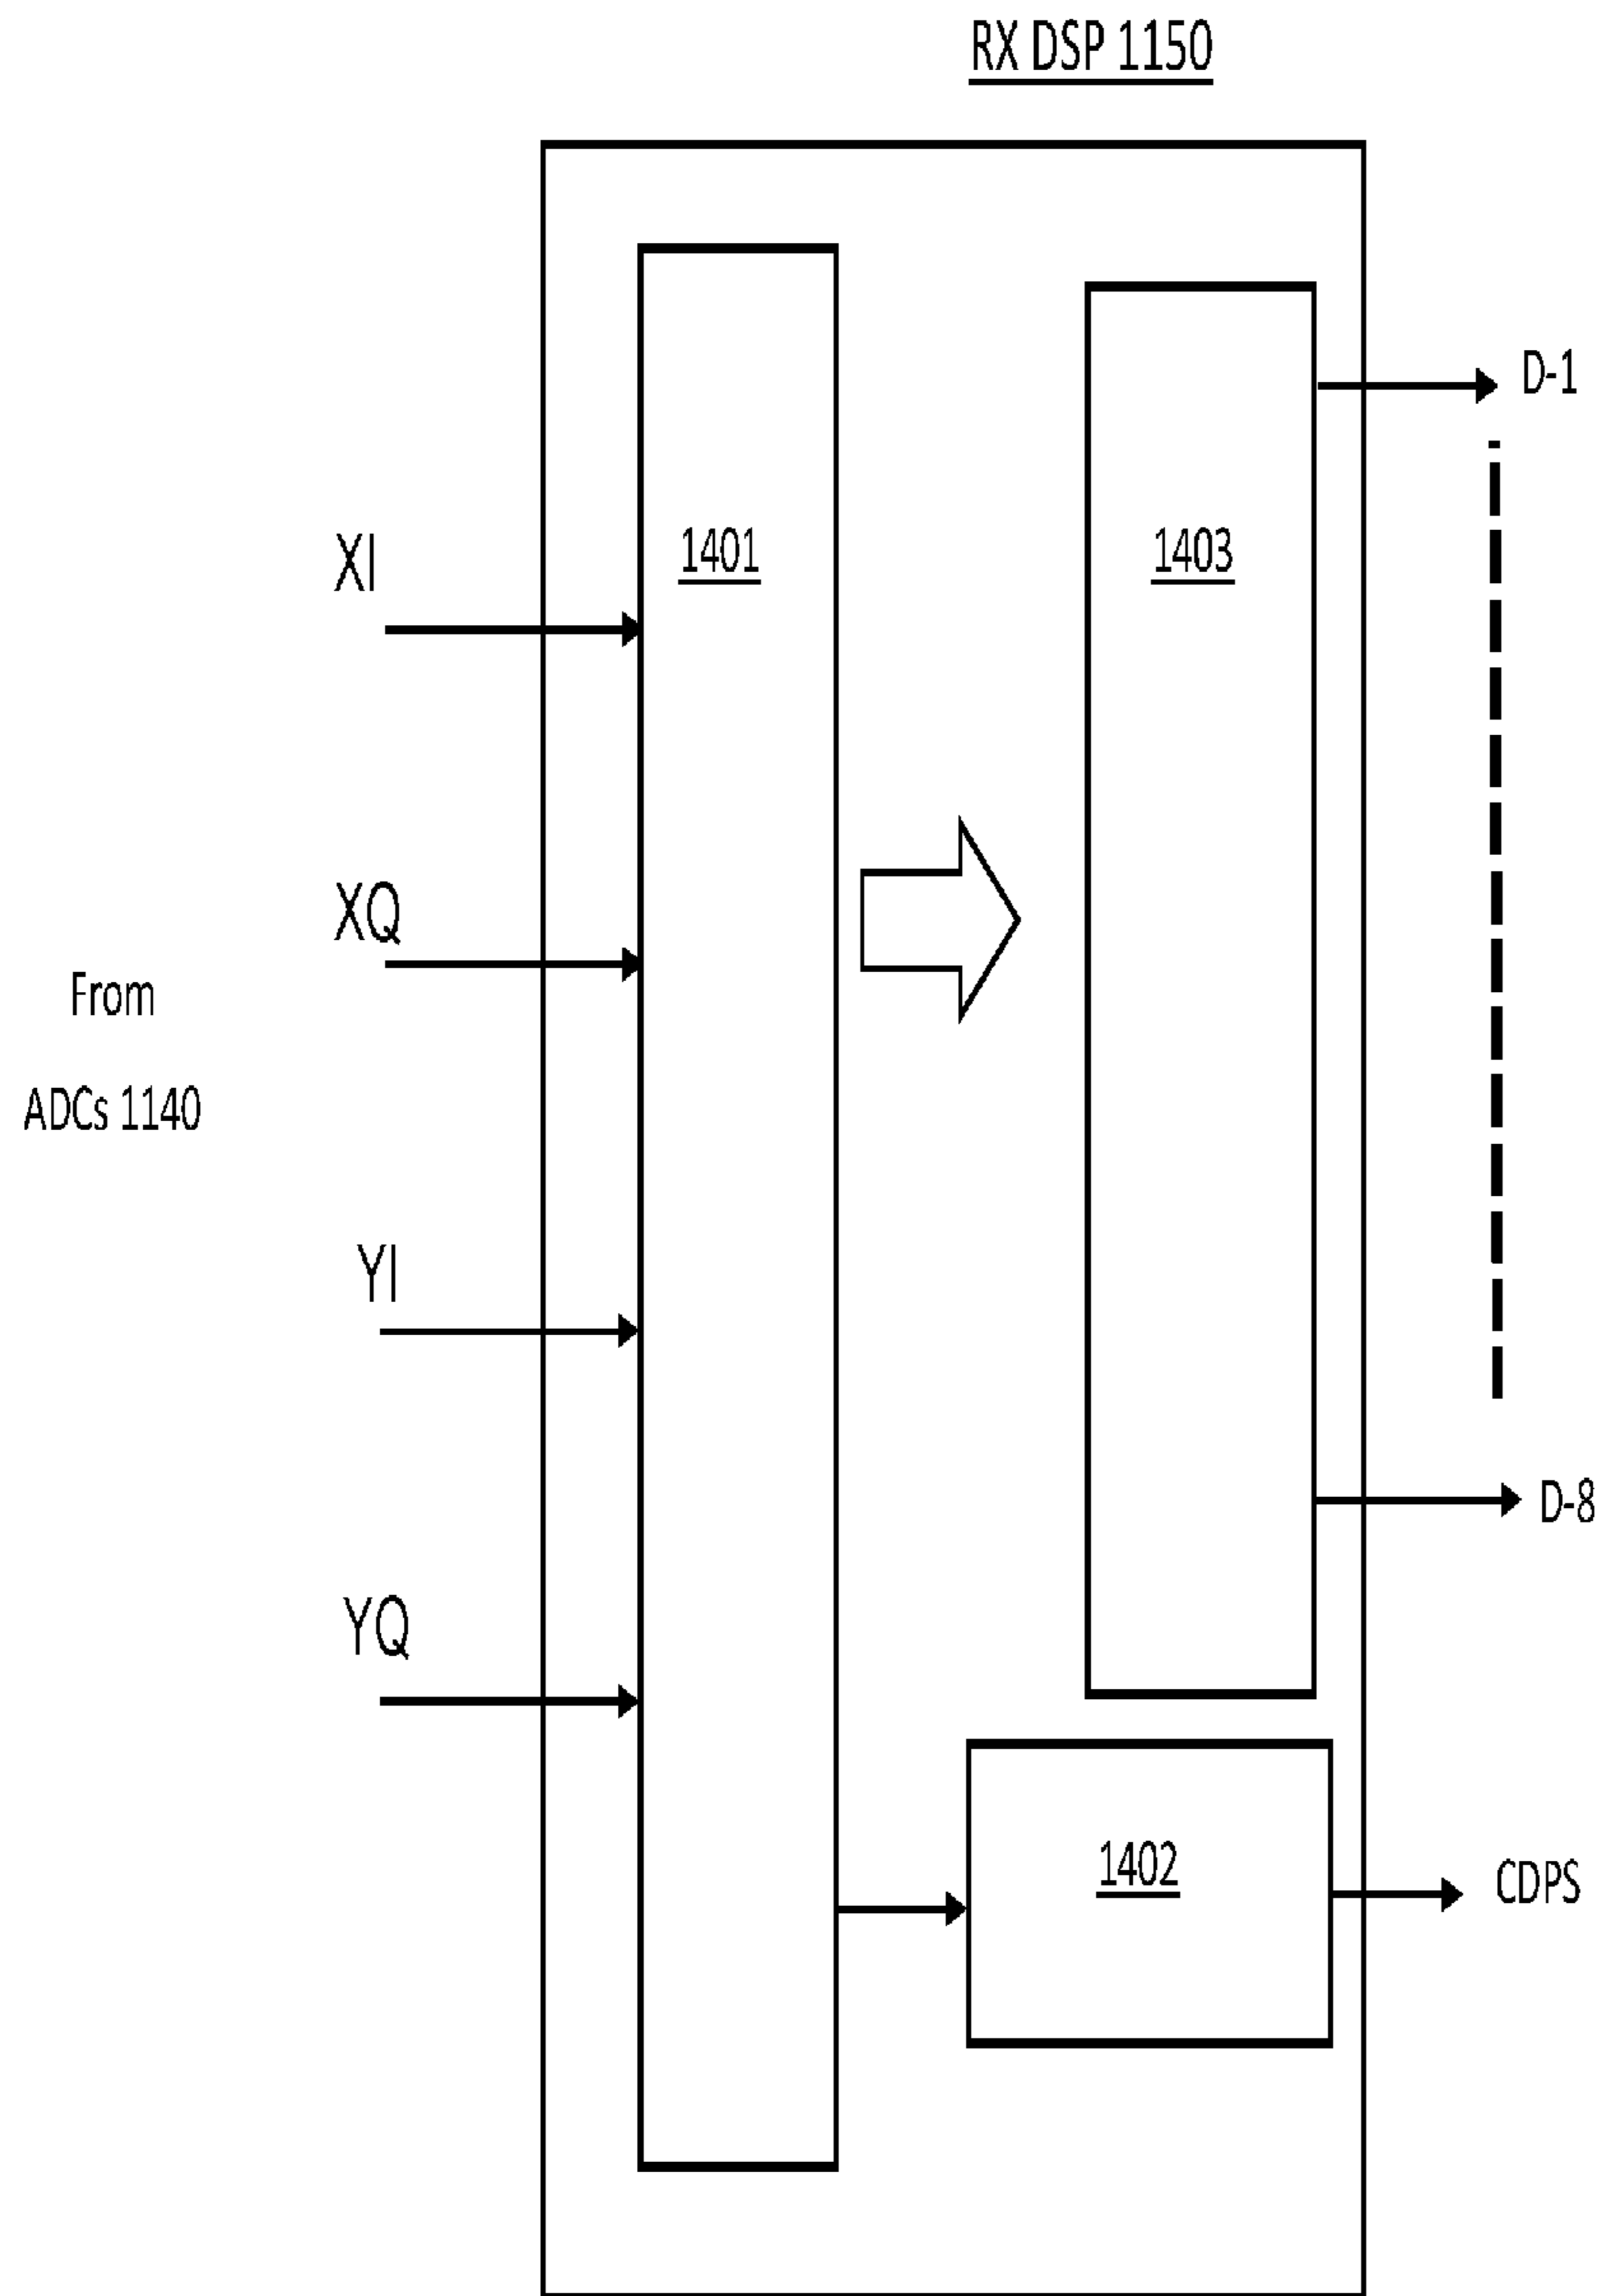 RX DSP 1150
D-1
XI
1401
1403
XQ
From
ADCs 1140
YI
D-8
YQ
1402
CDPS